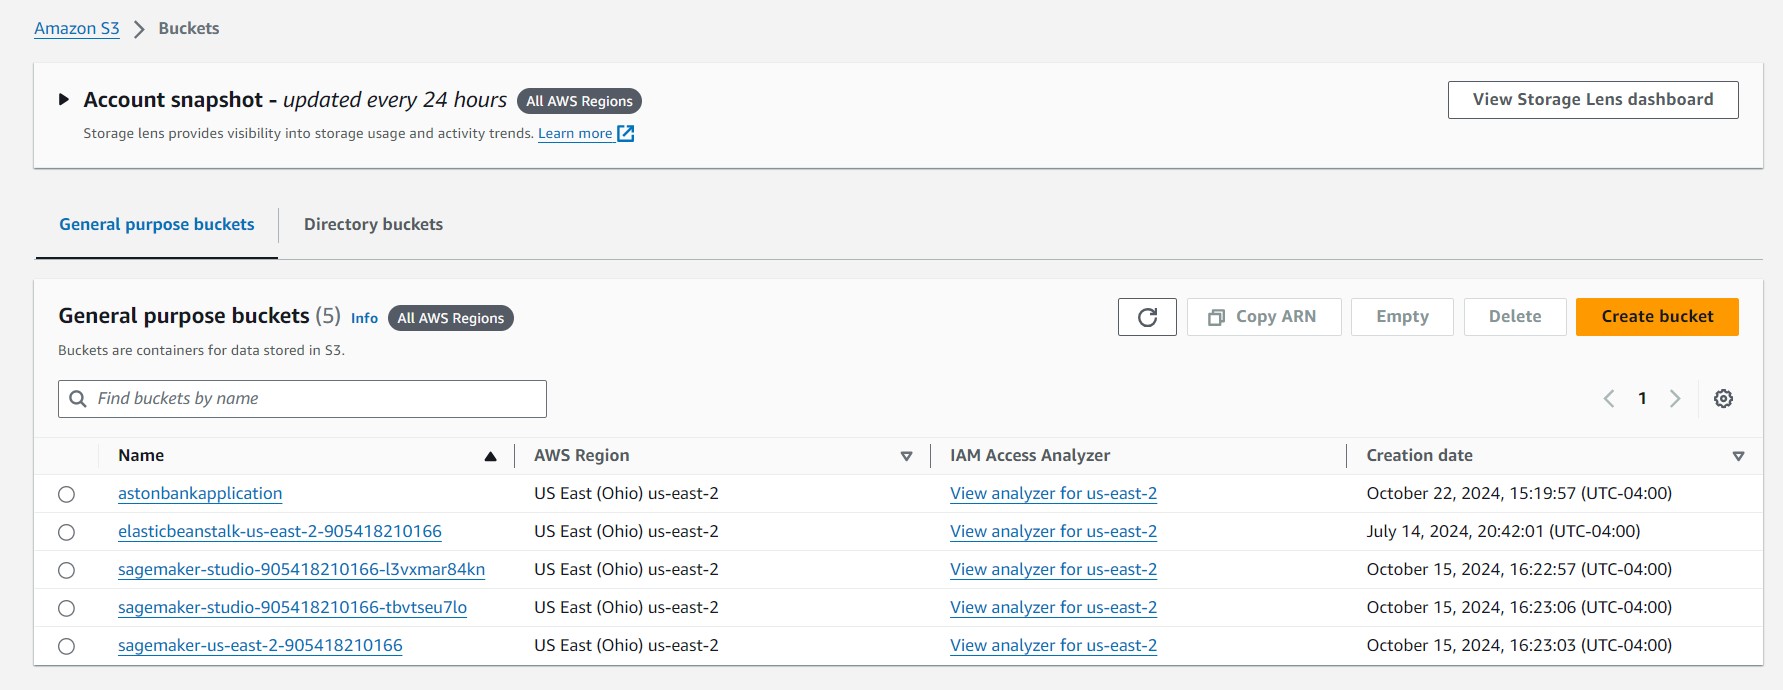 Amazon S3 > Buckets
Account snapshot - updated every 24 hours All AWS Regions View Storage Lens dashboard
Storage lens provides visibility into storage usage and activity trends. Learn more
General purpose buckets Directory buckets
General purpose buckets (5) Info All AWS Regions Copy ARN Empty Delete Create bucket
Buckets are containers for data stored in S3.
Find buckets by name 1
Name AWS Region IAM Access Analyzer Creation date
astonbankapplication US East (Ohio) us-east-2 View analyzer for us-east-2 October 22, 2024, 15:19:57 (UTC-04:00)
elasticbeanstalk-us-east-2-905418210166 US East (Ohio) us-east-2 View analyzer for us-east-2 July 14, 2024, 20:42:01 (UTC-04:00)
sagemaker-studio-905418210166-l3vxmar84kn US East (Ohio) us-east-2 View analyzer for us-east-2 October 15, 2024, 16:22:57 (UTC-04:00)
sagemaker-studio-905418210166-tbvtseu7lo US East (Ohio) us-east-2 View analyzer for us-east-2 October 15, 2024, 16:23:06 (UTC-04:00)
sagemaker-us-east-2-905418210166 US East (Ohio) us-east-2 View analyzer for us-east-2 October 15, 2024, 16:23:03 (UTC-04:00)